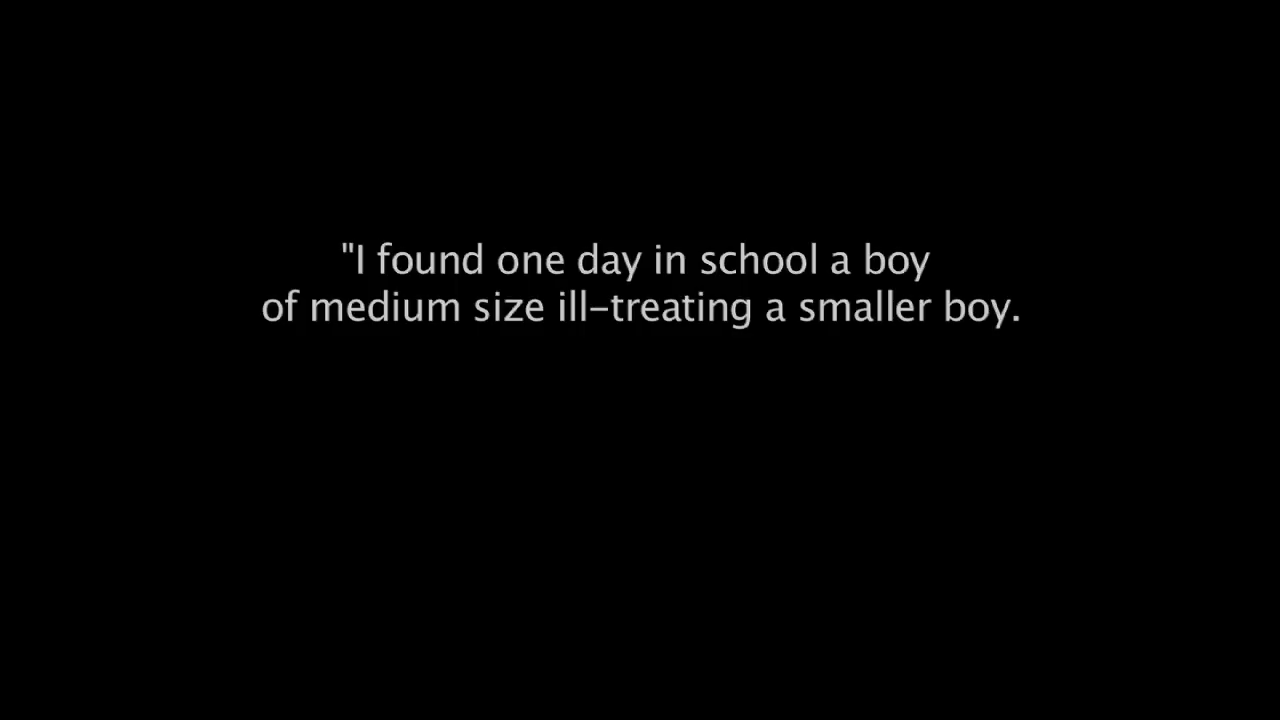 "I found one day in school a boy
of medium size ill-treating a smaller boy.